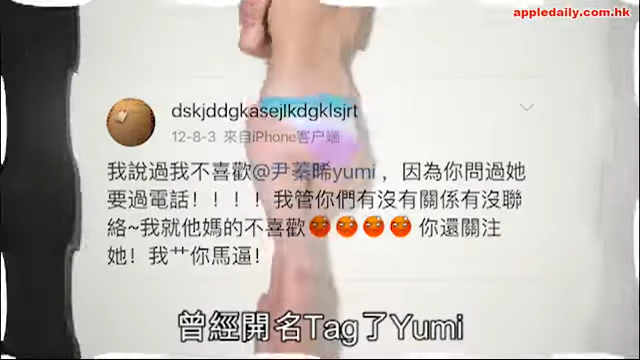 appledaily.com.hk
dskjddgkasejlkdgklsjrt
12-8-3 來自iPhone客户端
我說過我不喜歡@尹蓁晞yumi ，因為你問過她
要過電話！！！！我管你們有沒有關係有沒聯
絡~我就他媽的不喜歡 你還關注
她！我艹你馬逼！
曾經開名Tag了Yumi